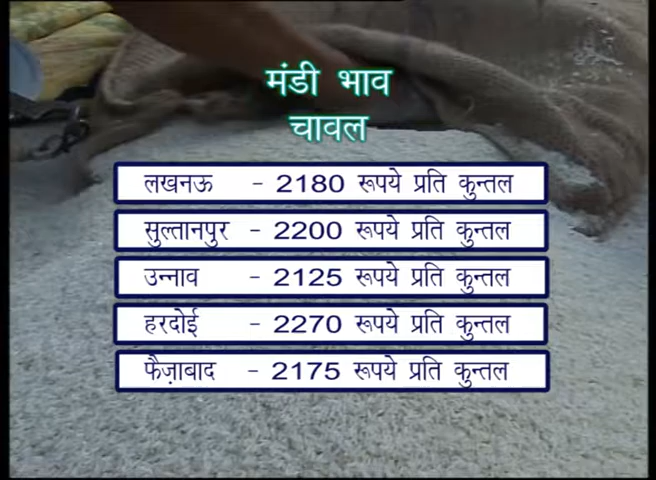 मंडी भाव
चावल
लखनऊ - 2180 रूपये प्रति कुन्तल
सुल्तानपुर - 2200 रूपये प्रति कुन्तल
उन्नाव - 2125 रूपये प्रति कुन्तल
हरदोई - 2270 रूपये प्रति कुन्तल
फैज़ाबाद - 2175 रूपये प्रति कुन्तल